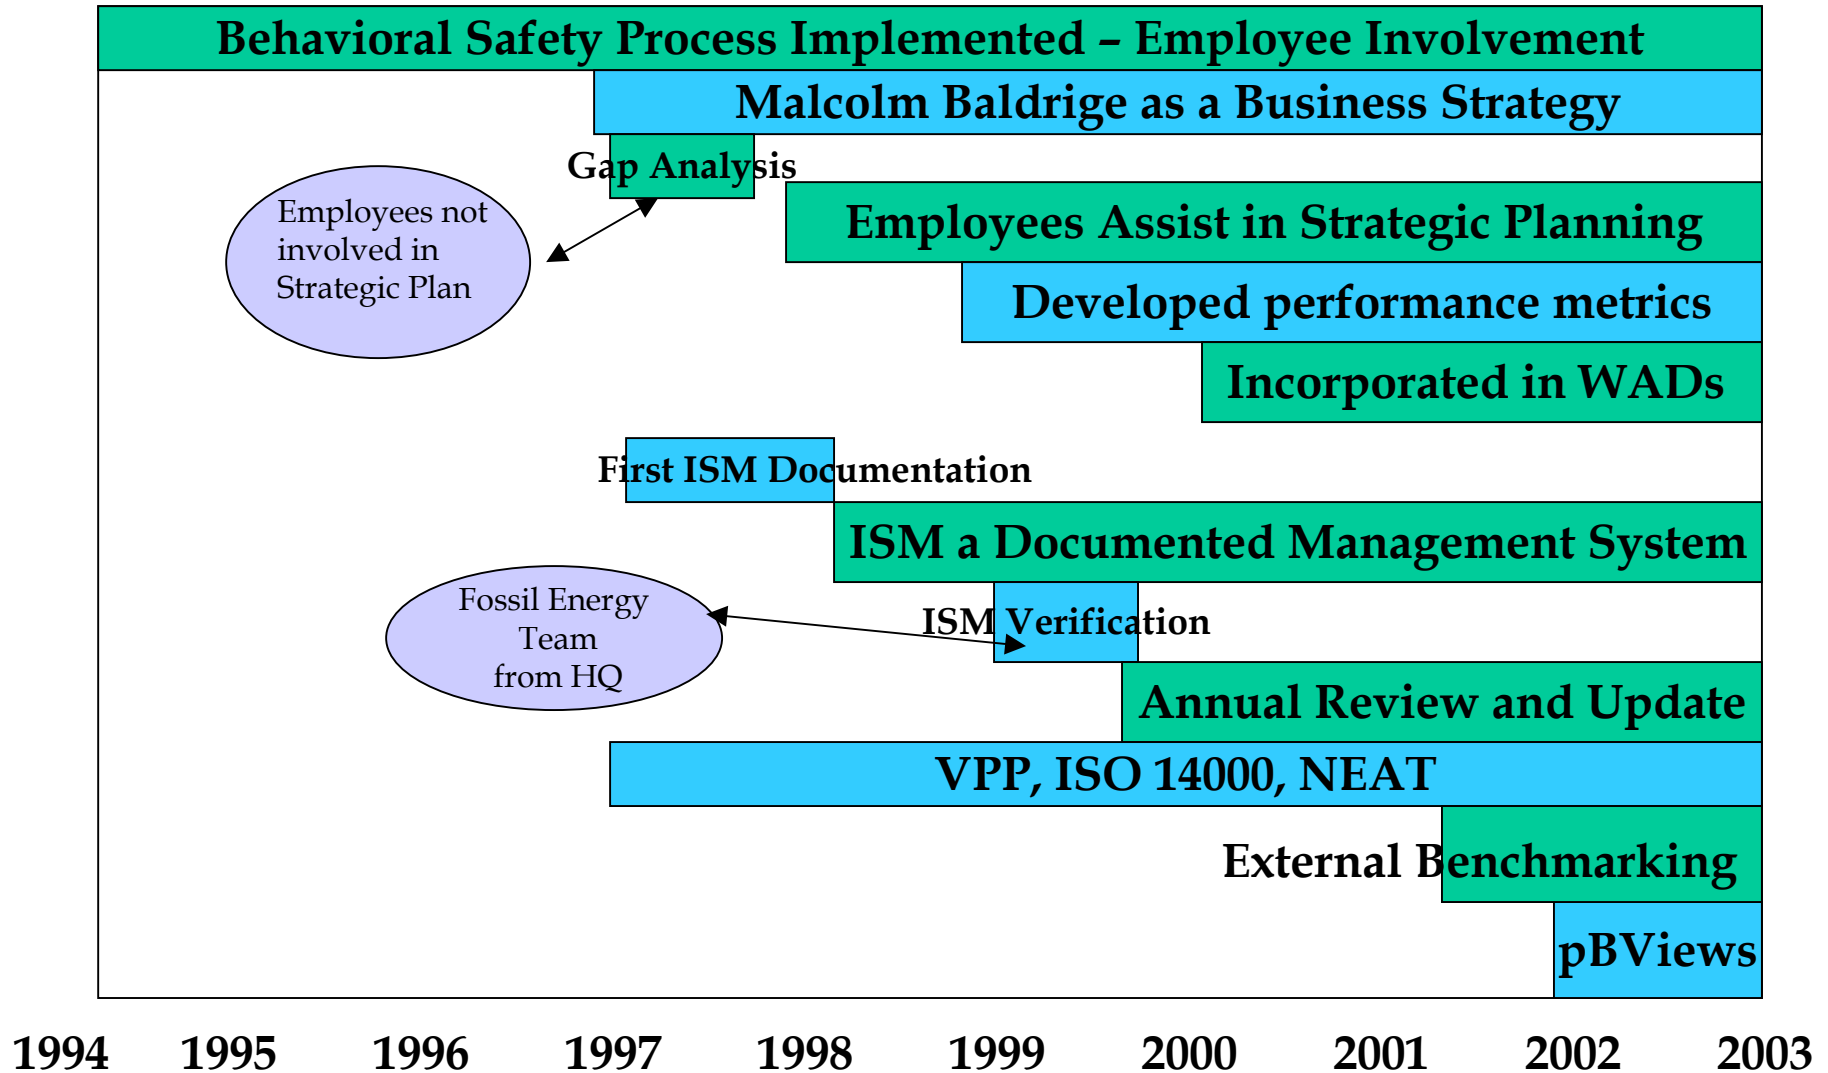 Behavioral Safety Process Implemented – Employee Involvement
Malcolm Baldrige as a Business Strategy
Gap Analysis
Employees not
involved in
Strategic Plan
Employees Assist in Strategic Planning
Developed performance metrics
Incorporated in WADs
First ISM Documentation
ISM a Documented Management System
Fossil Energy
Team
from HQ
ISM Verification
Annual Review and Update
VPP, ISO 14000, NEAT
External Benchmarking
pBViews
1994 1995 1996 1997 1998 1999 2000 2001 2002 2003